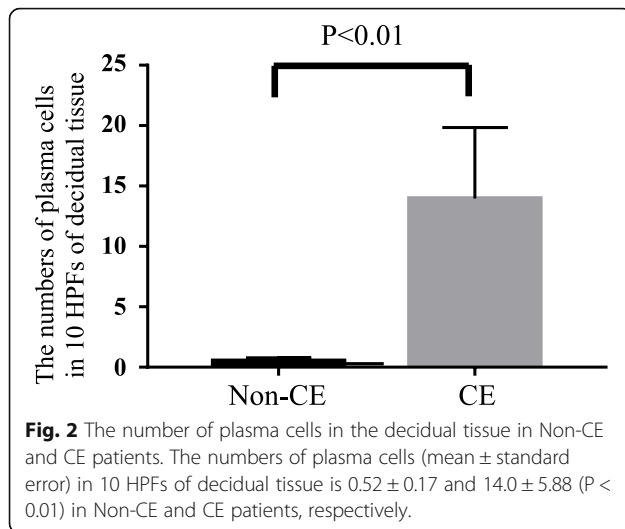 P<0.01
The numbers of plasma cells
in 10 HPFs of decidual tissue
25
20
15
10
5
0
Non-CE
CE
Fig. 2 The number of plasma cells in the decidual tissue in Non-CE
and CE patients. The numbers of plasma cells (mean ± standard
error) in 10 HPFs of decidual tissue is 0.52 ± 0.17 and 14.0 ± 5.88 (P <
0.01) in Non-CE and CE patients, respectively.